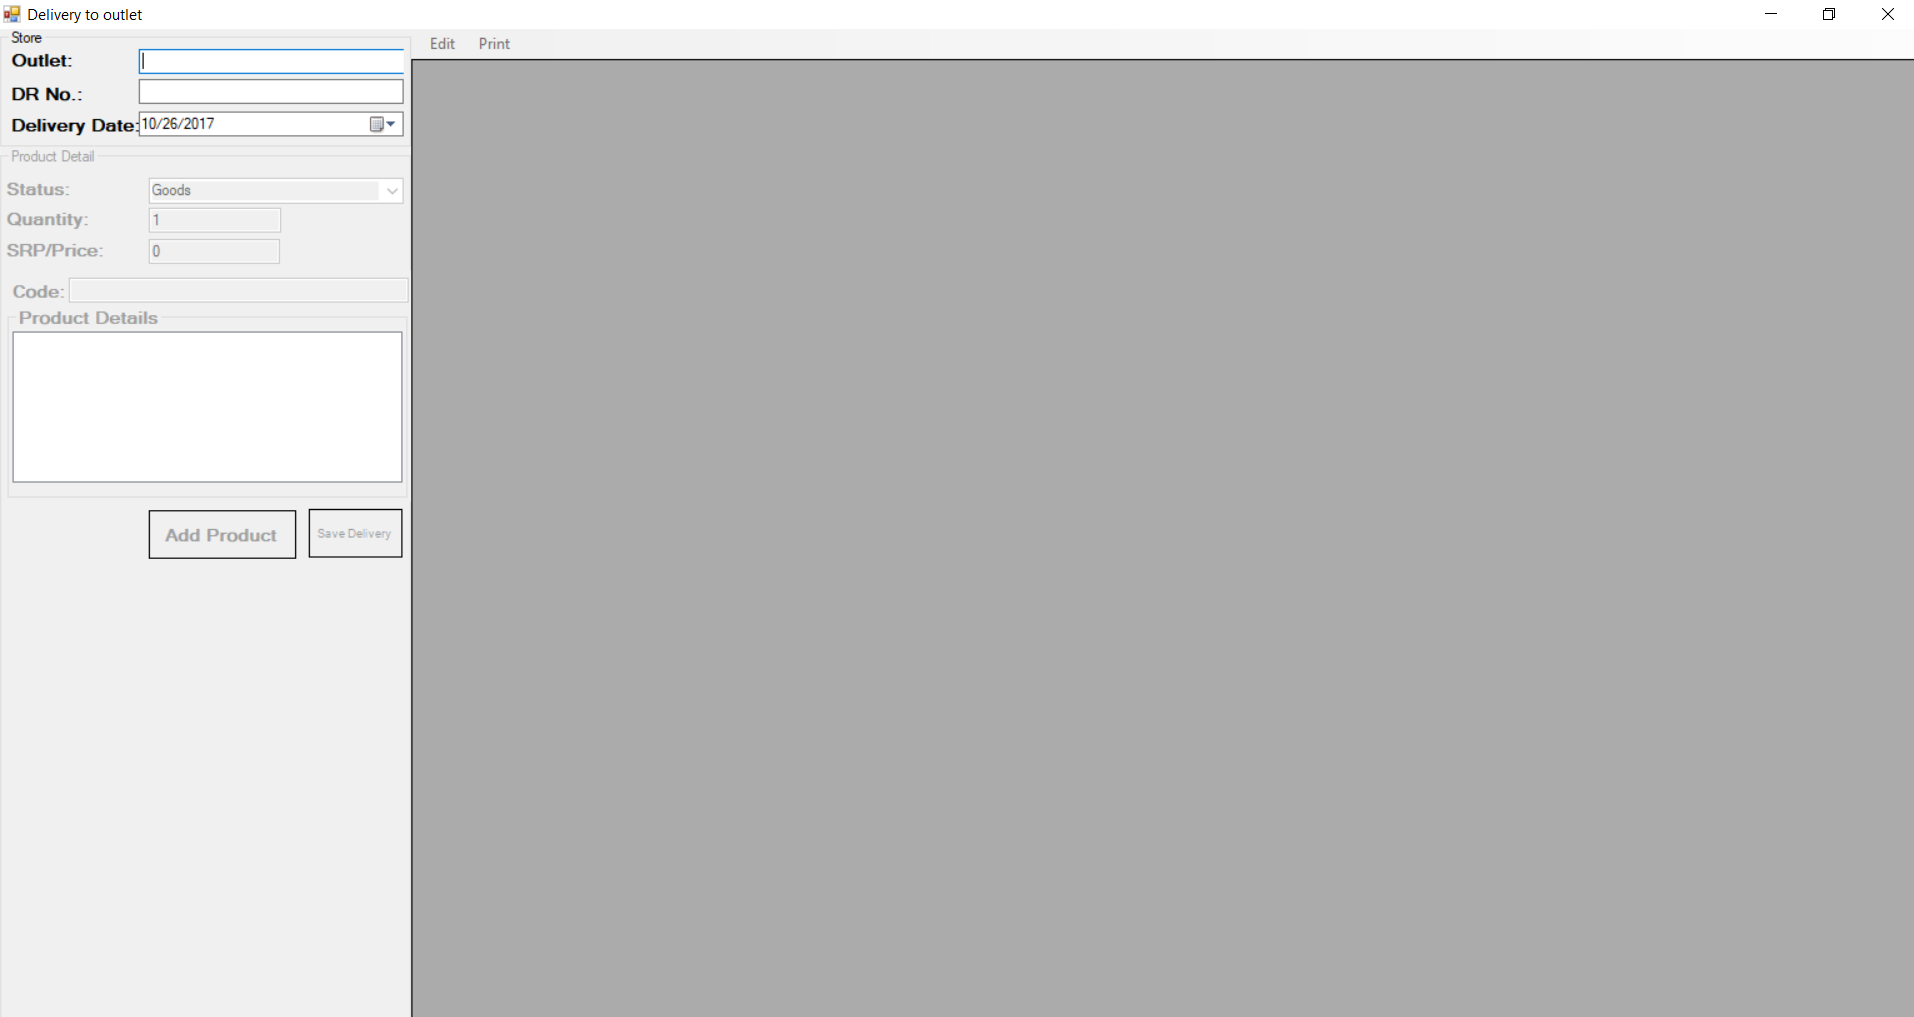 Delivery to outlet
Store
Edit Print
Outlet:
DR No.:
Delivery Date: 10/26/2017
Product Detail
Status: Goods
Quantity: 1
SRP/Price: 0
Code:
Product Details
Add Product Save Delivery